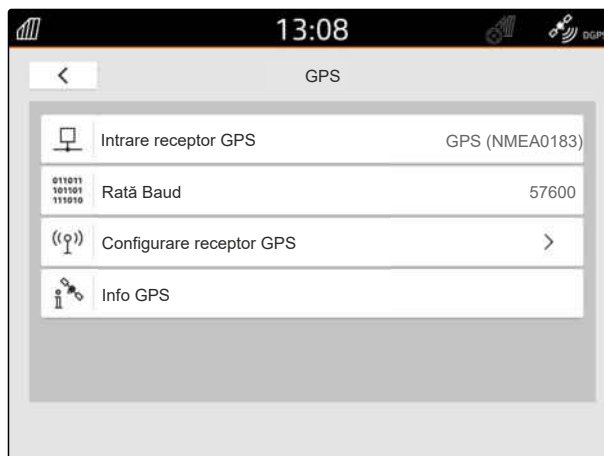 13:08
DGPS
GPS
Intrare receptor GPS
GPS (NMEA0183)
011011
101101
111010
Rată Baud
57600
Configurare receptor GPS
Info GPS